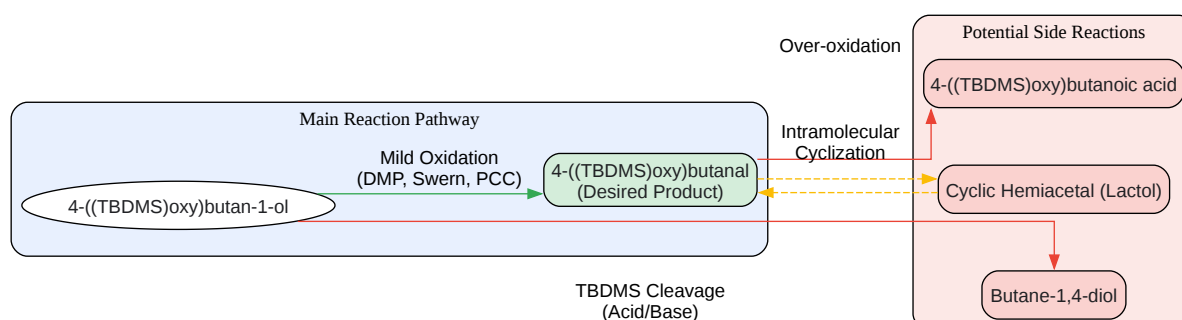 Potential Side Reactions
Over-oxidation
4-((TBDMS)oxy)butanoic acid
Main Reaction Pathway
Mild Oxidation
(DMP, Swern, PCC)
Intramolecular
Cyclization
4-((TBDMS)oxy)butanal
(Desired Product)
Cyclic Hemiacetal (Lactol)
4-((TBDMS)oxy)butan-1-ol
TBDMS Cleavage
(Acid/Base)
Butane-1,4-diol